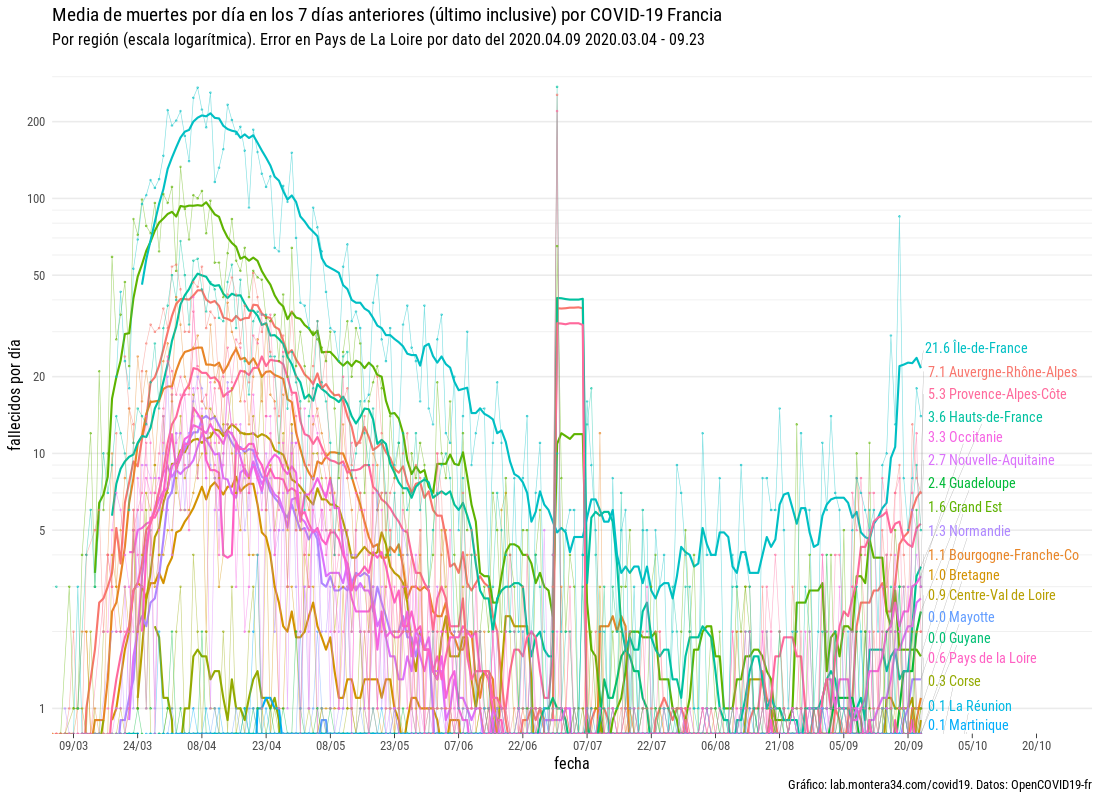 Media de muertes por día en los 7 días anteriores (último inclusive) por COVID-19 Francia
Por región (escala logarítmica). Error en Pays de La Loire por dato del 2020.04.09 2020.03.04 - 09.23
fallecidos por día
200
100
50
20
10
5
1
21.6 Île-de-France
7.1 Auvergne-Rhône-Alpes
5.3 Provence-Alpes-Côte
3.6 Hauts-de-France
3.3 Occitanie
2.7 Nouvelle-Aquitaine
2.4 Guadeloupe
1.6 Grand Est
1.3 Normandie
1.1 Bourgogne-Franche-Co
1.0 Bretagne
0.9 Centre-Val de Loire
0.0 Mayotte
0.0 Guyane
0.6 Pays de la Loire
0.3 Corse
0.1 La Réunion
0.1 Martinique
09/03 24/03 08/04 23/04 08/05 23/05 07/06 22/06 07/07 22/07 06/08 21/08 05/09 20/09 05/10 20/10
fecha
Gráfico: lab.montera34.com/covid19. Datos: OpenCOVID19-fr